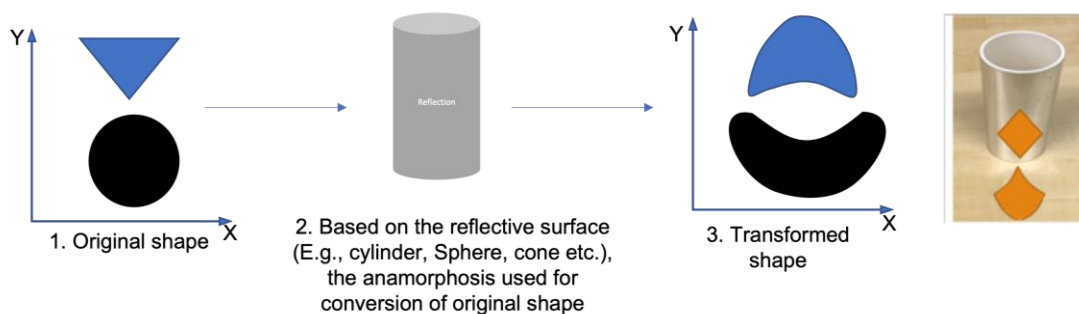 Y
X
1. Original shape
Reflection
2. Based on the reflective surface
(E.g., cylinder, Sphere, cone etc.),
the anamorphosis used for
conversion of original shape
Y
X
3. Transformed
shape